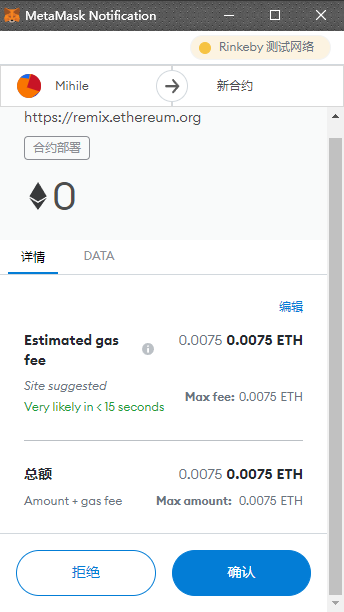 MetaMask Notification
Rinkeby 测试网络
Mihile
新合约
https://remix.ethereum.org
合约部署
0
详情
DATA
编辑
Estimated gas fee
0.0075 0.0075 ETH
Site suggested
Very likely in < 15 seconds
Max fee: 0.0075 ETH
总额
0.0075 0.0075 ETH
Amount + gas fee
Max amount: 0.0075 ETH
拒绝
确认